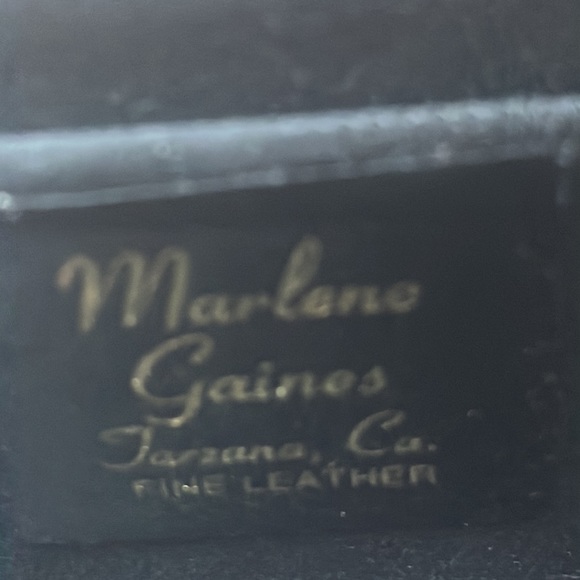 Marlene
Gaines
Tarzana, Ca.
FINE LEATHER